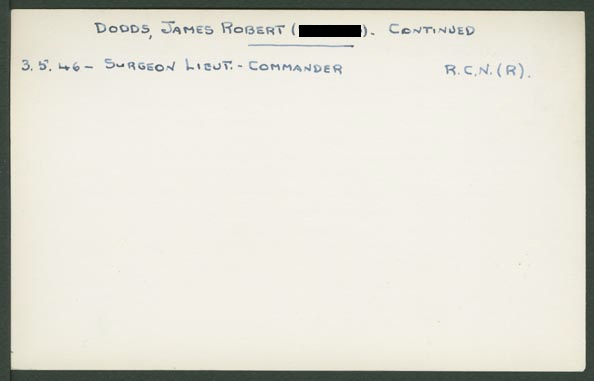 DODDS, JAMES ROBERT (     ). CONTINUED
3.5.46- SURGEON LIEUT.-COMMANDER R.C.N.(R).